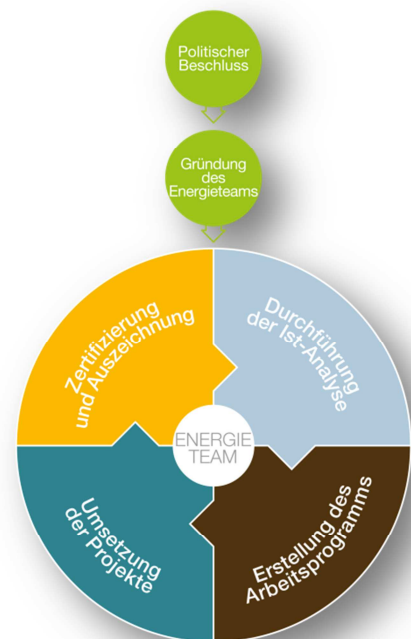 Politischer
Beschluss
Gründung
des
Energieteams
Zertifizierung
und Auszeichnung
Durchführung
der Ist-Analyse
ENERGIE
TEAM
Umsetzung
der Projekte
Erstellung des
Arbeitsprogramms